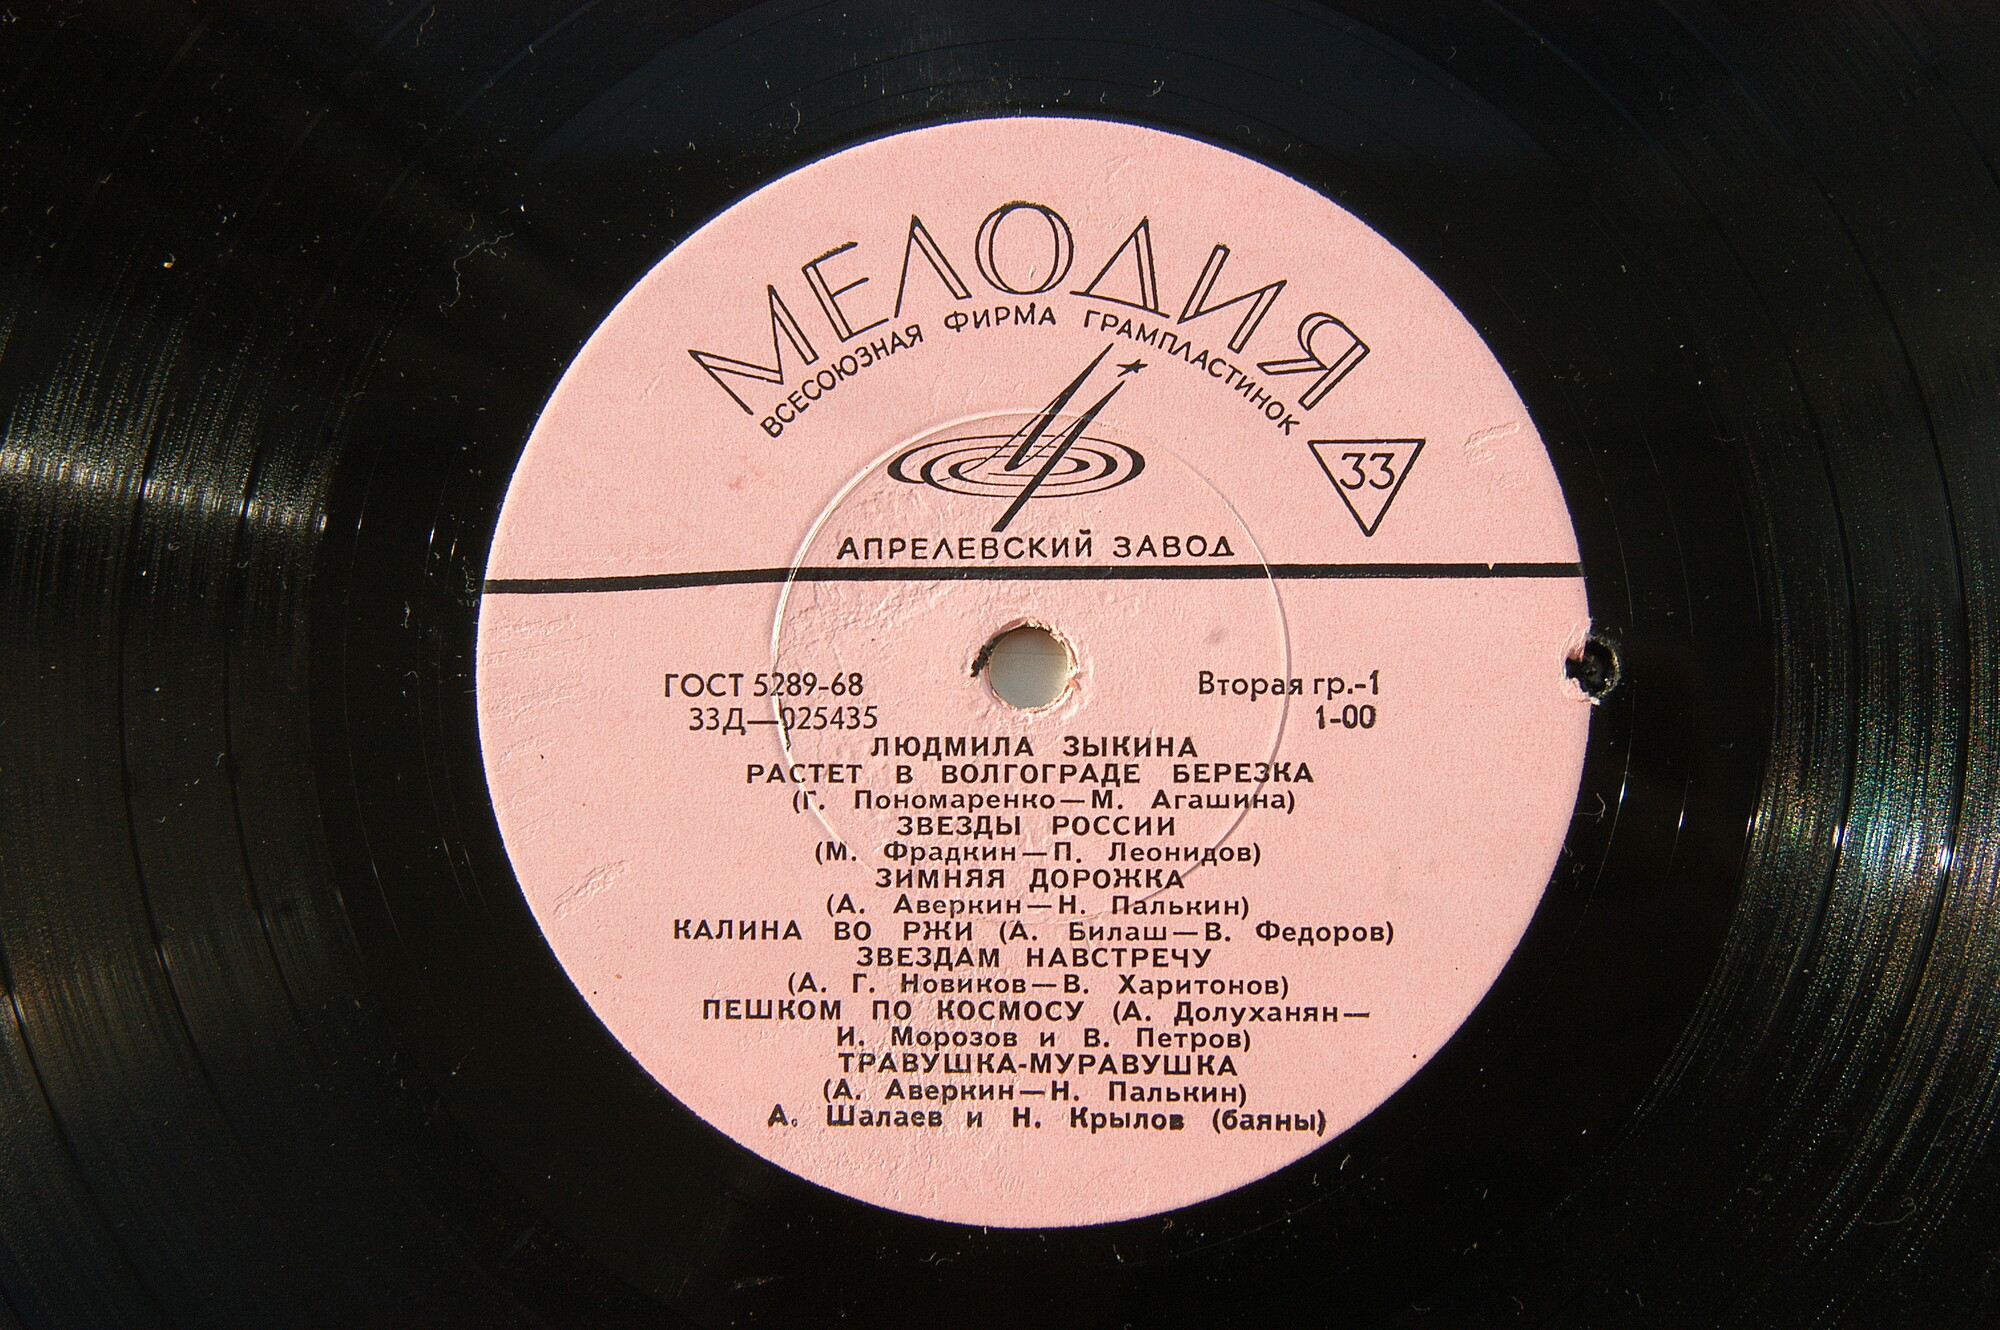 МЕЛОДИЯ
ВСЕСОЮЗНАЯ ФИРМА ГРАМПЛАСТИНОК
33
АПРЕЛЕВСКИЙ ЗАВОД
ГОСТ 5289-68
33Д—025435
Вторая гр.-1
1-00
ЛЮДМИЛА ЗЫКИНА
РАСТЕТ В ВОЛГОГРАДЕ БЕРЕЗКА
(Г. Пономаренко—М. Агашина)
ЗВЕЗДЫ РОССИИ
(М. Фрадкин—П. Леонидов)
ЗИМНЯЯ ДОРОЖКА
(А. Аверкин—Н. Палькин)
КАЛИНА ВО РЖИ (А. Билаш—В. Федоров)
ЗВЕЗДАМ НАВСТРЕЧУ
(А. Г. Новиков—В. Харитонов)
ПЕШКОМ ПО КОСМОСУ (А. Долуханян—
И. Морозов и В. Петров)
ТРАВУШКА-МУРАВУШКА
(А. Аверкин—Н. Палькин)
А. Шалаев и Н. Крылов (баяны)